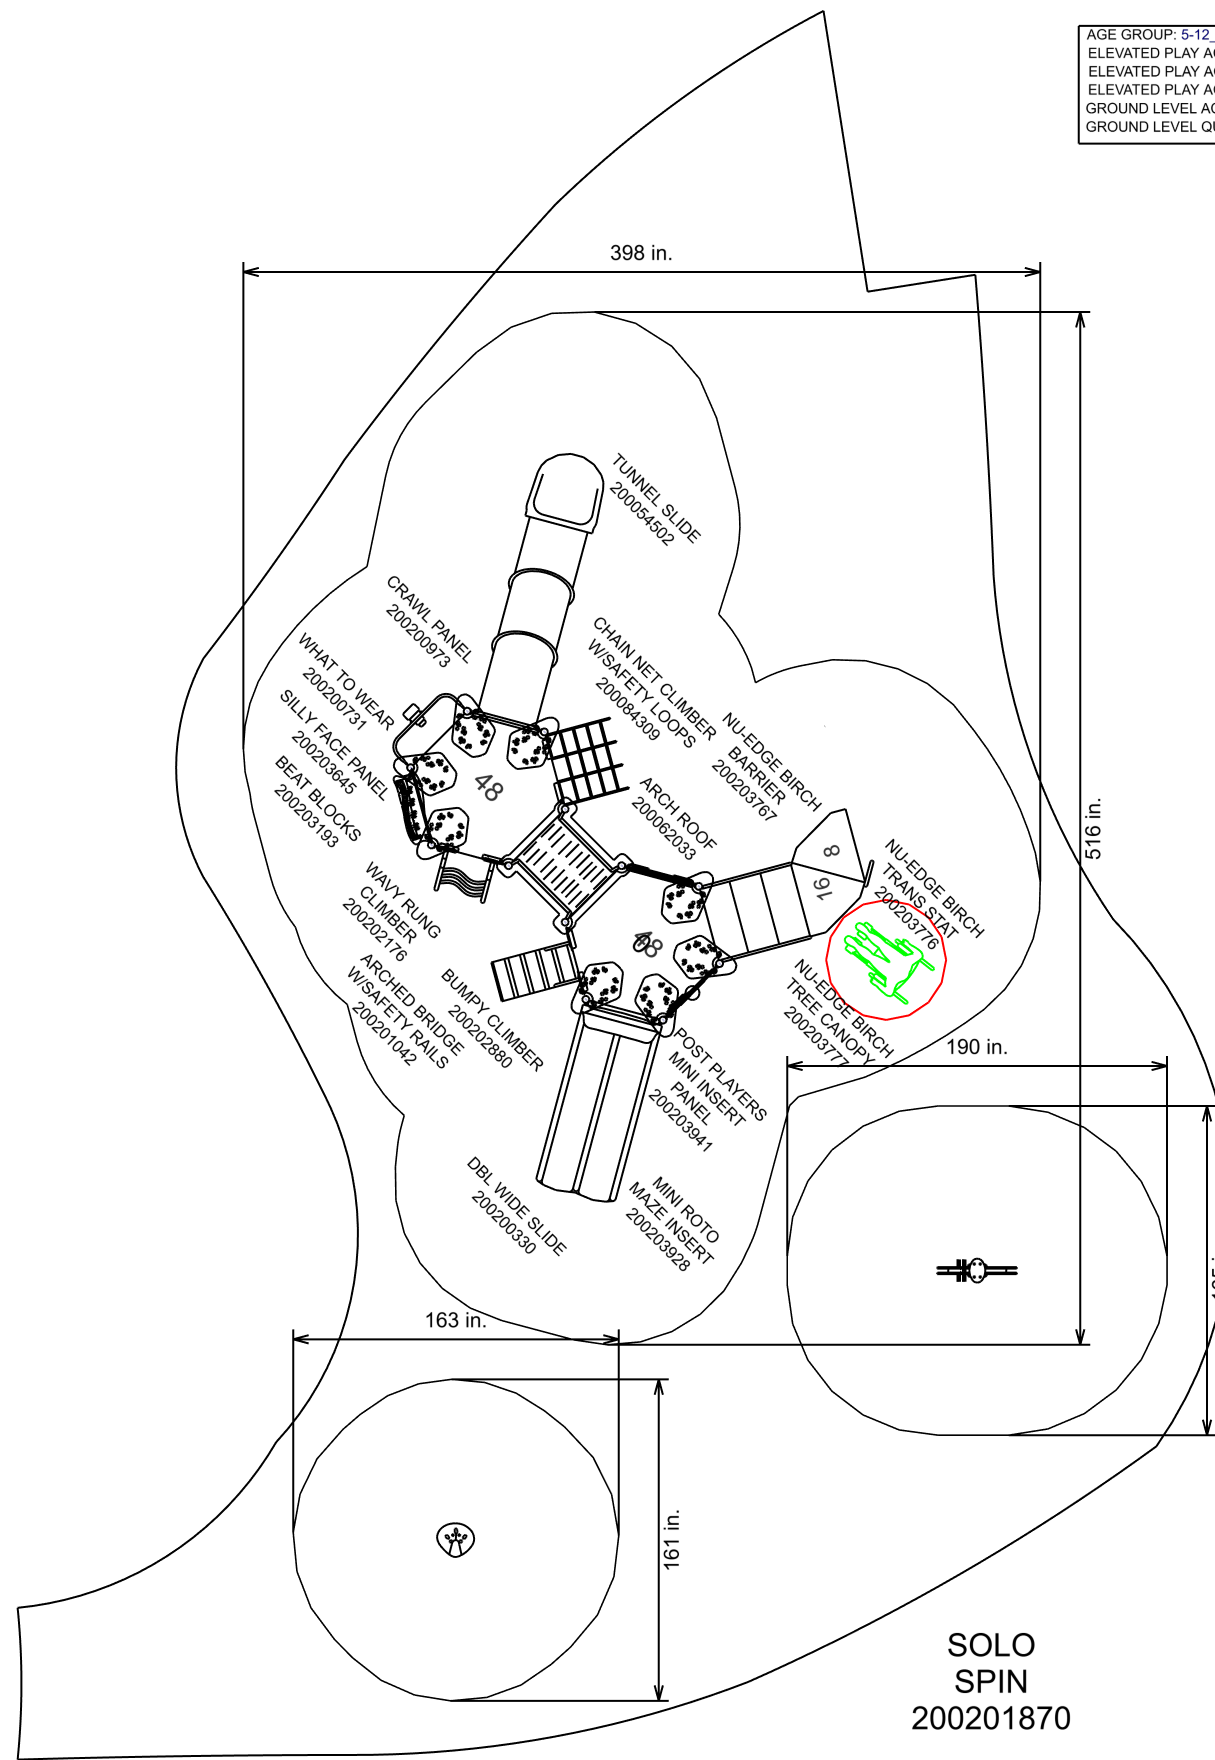 AGE GROUP: 5-12_
ELEVATED PLAY
ELEVATED PLAY
ELEVATED PLAY
GROUND LEVEL
GROUND LEVEL
398 in.
TUNNEL SLIDE
200054502
CRAWL PANEL
200200973
WHAT TO WEAR
200200731
SILLY FACE PANEL
200203645
BEAT BLOCKS
200203193
CHAIN NET CLIMBER
W/SAFETY LOOPS
200084309
NU-EDGE BIRCH
BARRIER
200203767
ARCH ROOF
200062033
48
8
16
516 in.
NU-EDGE BIRCH
TRANS STAT
200203776
WAVY RUNG
CLIMBER
200202176
ARCHED BRIDGE
W/SAFETY RAILS
200201042
BUMPY CLIMBER
200202880
48
0
NU-EDGE BIRCH
TREE CANOPY
200203777
190 in.
POST PLAYERS
MINI INSERT
PANEL
200203941
DBL WIDE SLIDE
200200330
MINI ROTO
MAZE INSERT
200203928
163 in.
161 in.
SOLO
SPIN
200201870